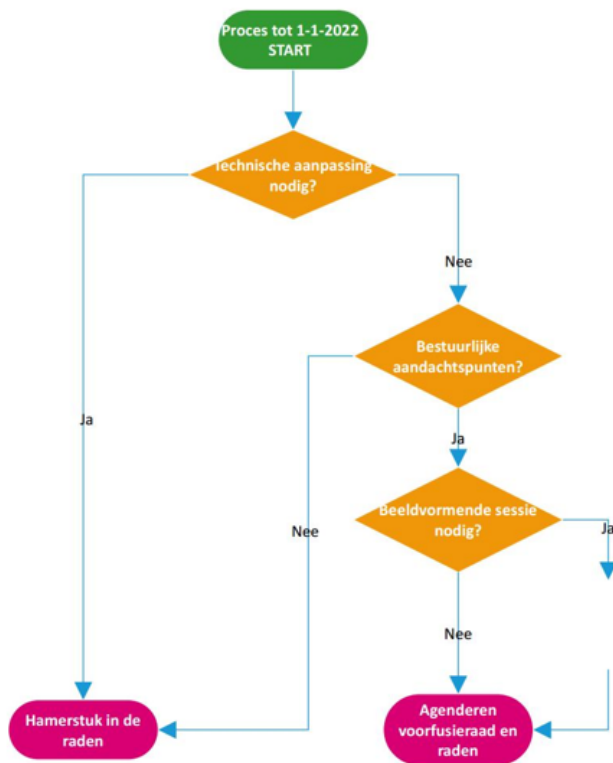 Proces tot 1-1-2022
START
Technische aanpassing
nodig?
Nee
Bestuurlijke
aandachtspunten?
Ja
Ja
Beeldvormende sessie
nodig?
Nee
Ja
Nee
Hamerstuk in de
raden
Agenderen
voorfusieraad en
raden